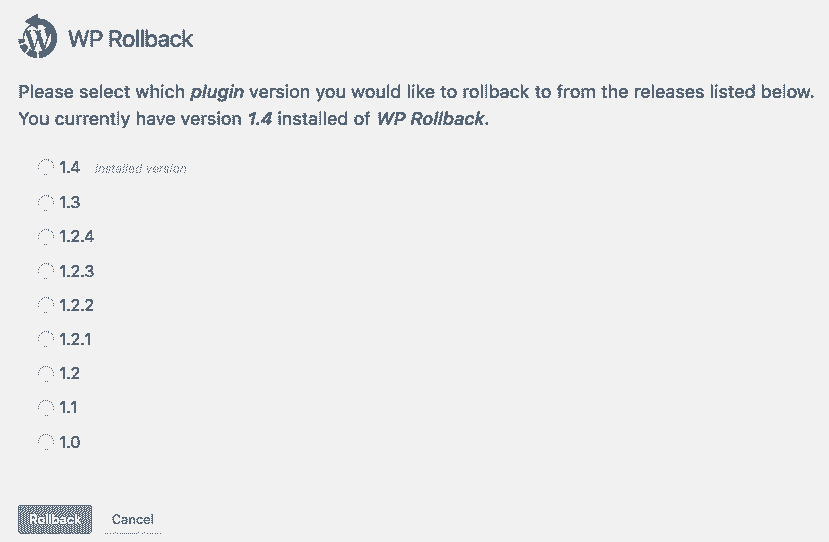 WP Rollback
Please select which plugin version you would like to rollback to from the releases listed below.
You currently have version 1.4 installed of WP Rollback.
1.4 Installed version
1.3
1.2.4
1.2.3
1.2.2
1.2.1
1.2
1.1
1.0
Rollback Cancel